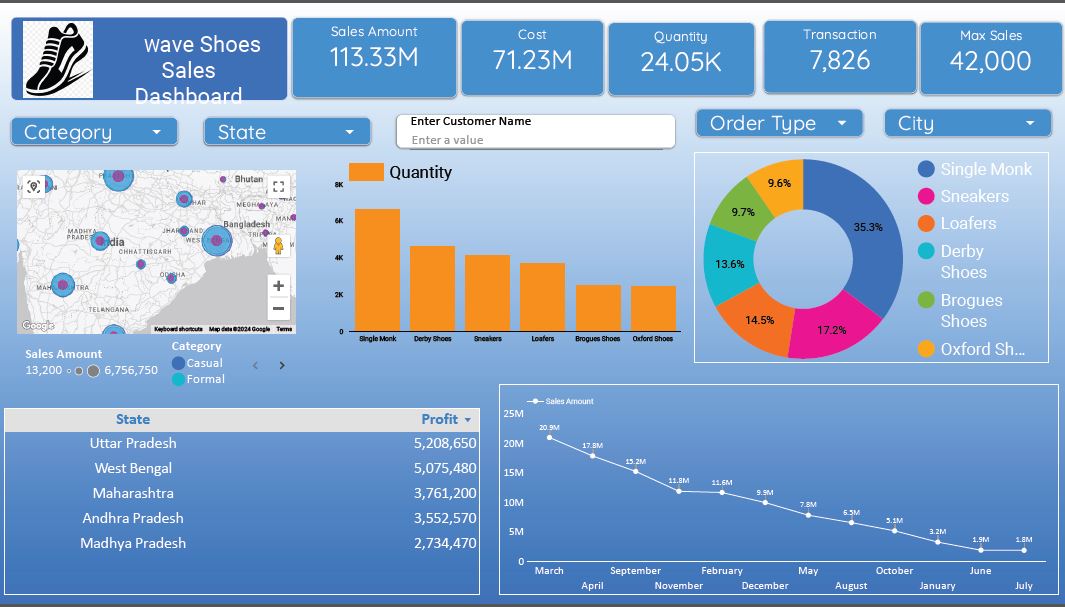 Wave Shoes
Sales
Dashboard
Sales Amount
113.33M
Cost
71.23M
Quantity
24.05K
Transaction
7,826
Max Sales
42,000
Category
State
Enter Customer Name
Enter a value
Order Type
City
Bhutan
MEGHALAYA
Bangladesh
India
CHHATTISGARH
ODISHA
TELANGANA
Google
Keyboard shortcuts Map data ©2024 Google Terms
Sales Amount
13,200 6,756,750
Category
Casual
Formal
Quantity
8K
6K
4K
2K
0
Single Monk Derby Shoes Sneakers Loafers Brogues Shoes Oxford Shoes
9.6%
9.7%
35.3%
13.6%
14.5%
17.2%
Single Monk
Sneakers
Loafers
Derby
Shoes
Brogues
Shoes
Oxford Sh...
State Profit
Uttar Pradesh 5,208,650
West Bengal 5,075,480
Maharashtra 3,761,200
Andhra Pradesh 3,552,570
Madhya Pradesh 2,734,470
Sales Amount
25M
20M
15M
10M
5M
0
20.9M
17.8M
15.2M
11.8M
11.6M
9.9M
7.8M
6.5M
5.1M
3.2M
1.9M
1.8M
March September February May October June
April November December August January July